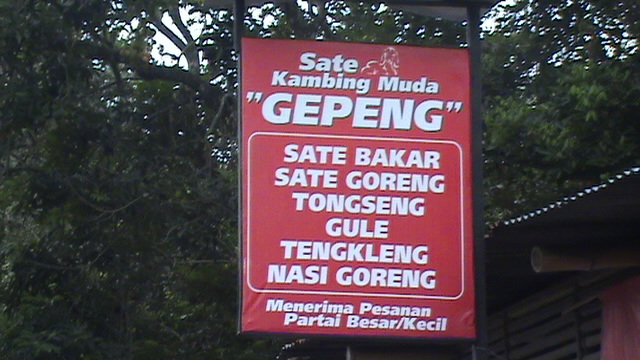 Sate
Kambing Muda
"GEPENG"
SATE BAKAR
SATE GORENG
TONGSENG
GULE
TENGKLENG
NASI GORENG
Menerima Pesanan
Partai Besar/Kecil